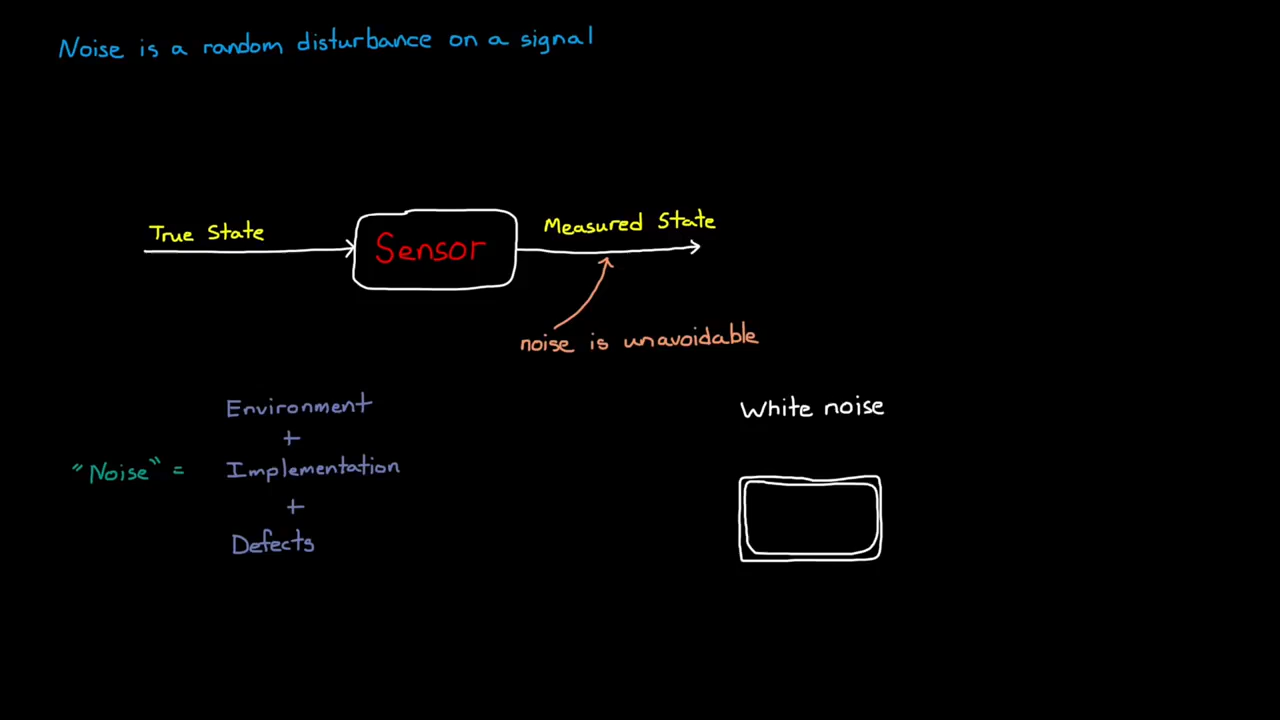 Noise is a random disturbance on a signal
True State
Sensor
Measured State
noise is unavoidable
Environment
+
"Noise" = Implementation
+
Defects
White noise